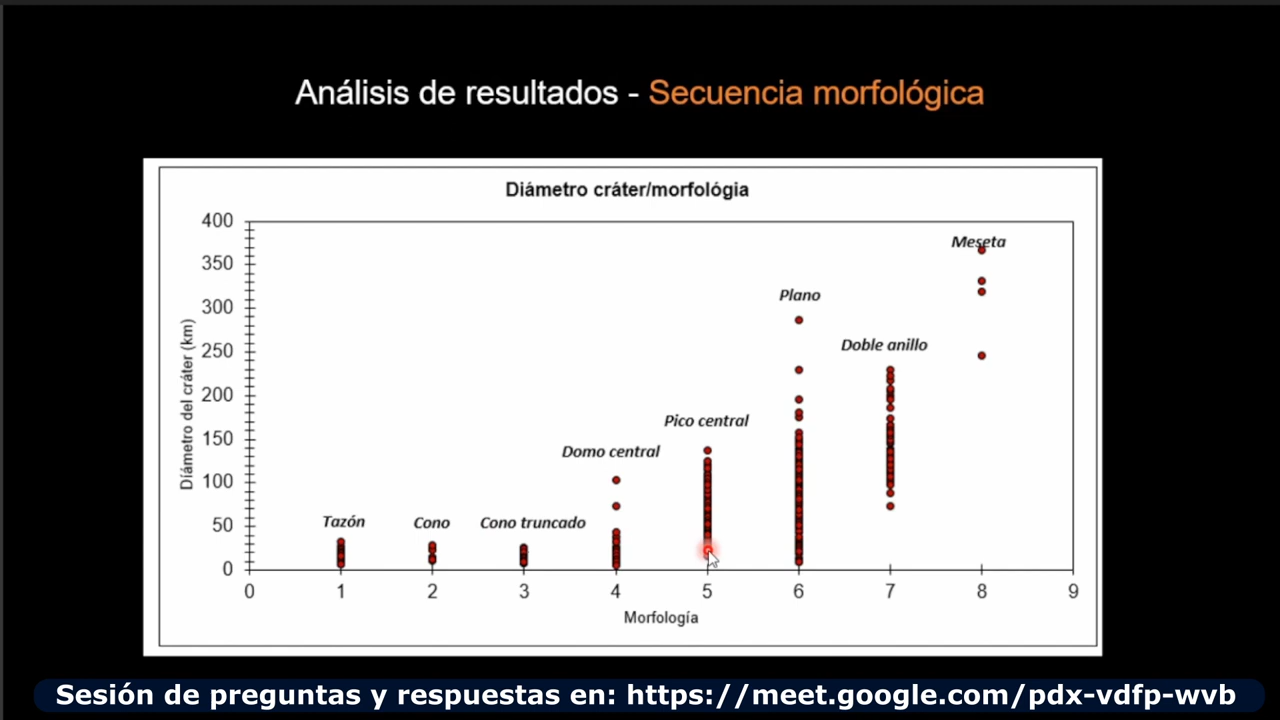 Análisis de resultados - Secuencia morfológica
Diámetro cráter/morfológia
400
350
300
250
200
150
100
50
0
Diámetro del cráter (km)
Meseta
Plano
Doble anillo
Pico central
Domo central
Tazón
Cono
Cono truncado
0 1 2 3 4 5 6 7 8 9
Morfología
Sesión de preguntas y respuestas en: https://meet.google.com/pdx-vdfp-wvb